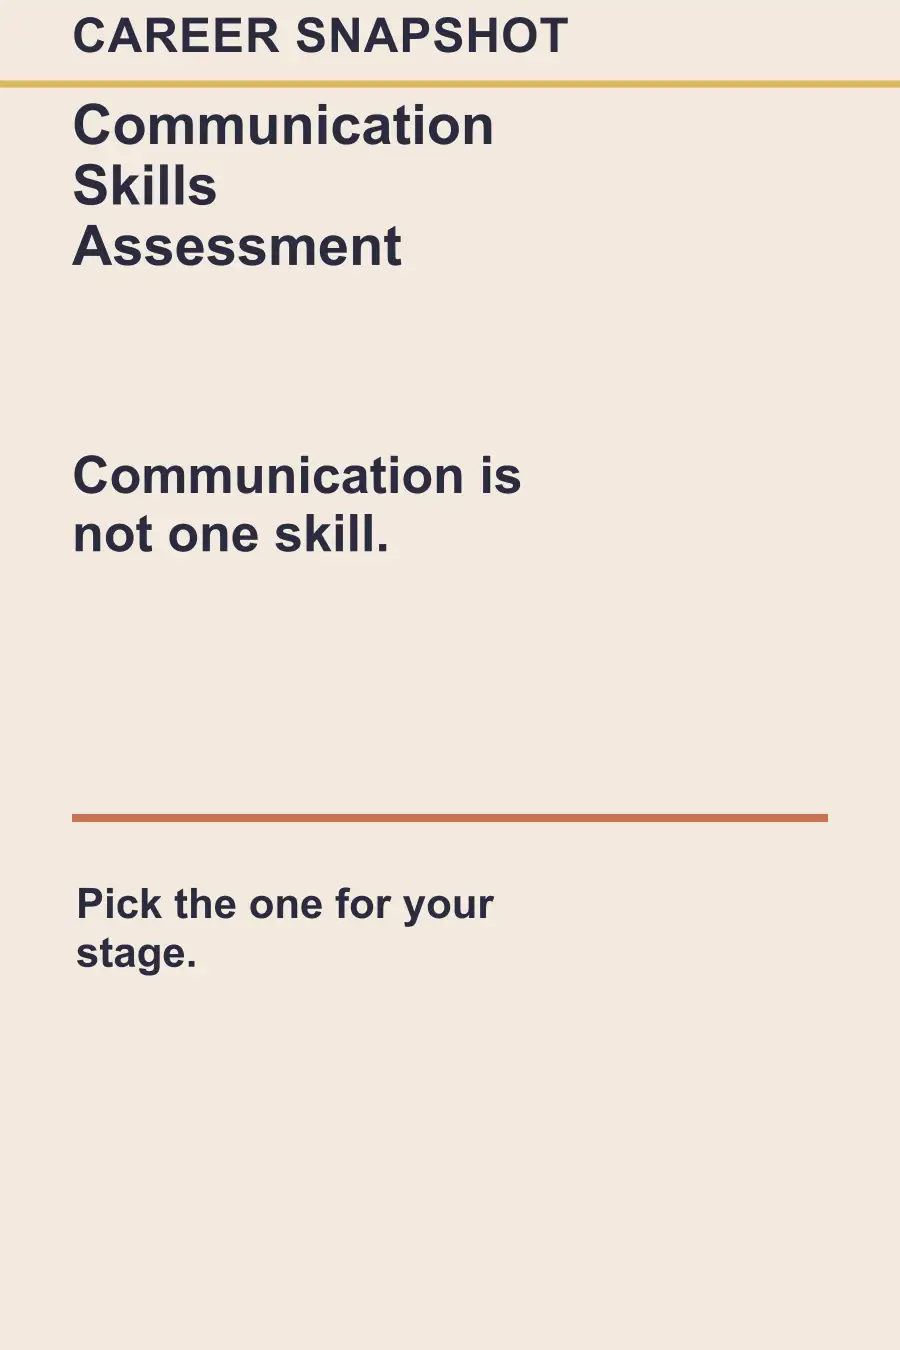 CAREER SNAPSHOT
Communication
Skills
Assessment
Communication is
not one skill.
Pick the one for your
stage.